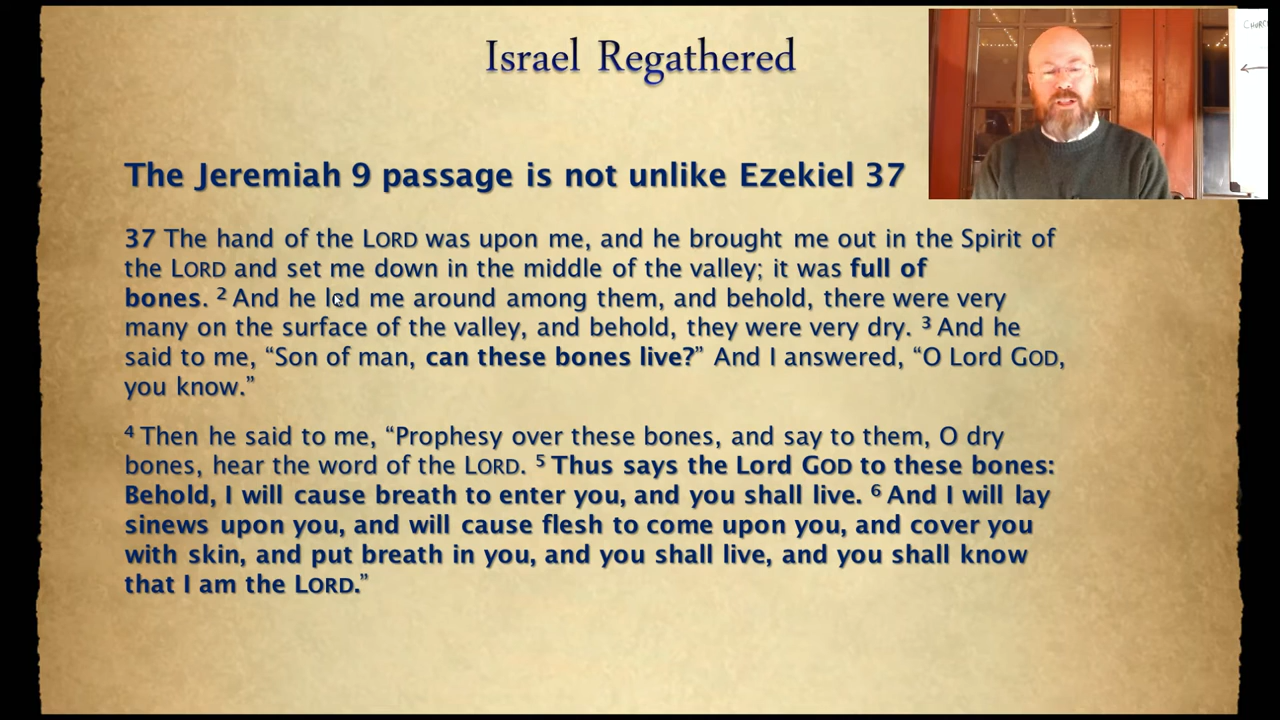 Israel Regathered
CHURC
The Jeremiah 9 passage is not unlike Ezekiel 37
37 The hand of the LORD was upon me, and he brought me out in the Spirit of
the LORD and set me down in the middle of the valley; it was full of
bones. 2 And he led me around among them, and behold, there were very
many on the surface of the valley, and behold, they were very dry. 3 And he
said to me, “Son of man, can these bones live?” And I answered, “O Lord GOD,
you know.”
4 Then he said to me, “Prophesy over these bones, and say to them, O dry
bones, hear the word of the LORD. 5 Thus says the Lord GOD to these bones:
Behold, I will cause breath to enter you, and you shall live. 6 And I will lay
sinews upon you, and will cause flesh to come upon you, and cover you
with skin, and put breath in you, and you shall live, and you shall know
that I am the LORD.”